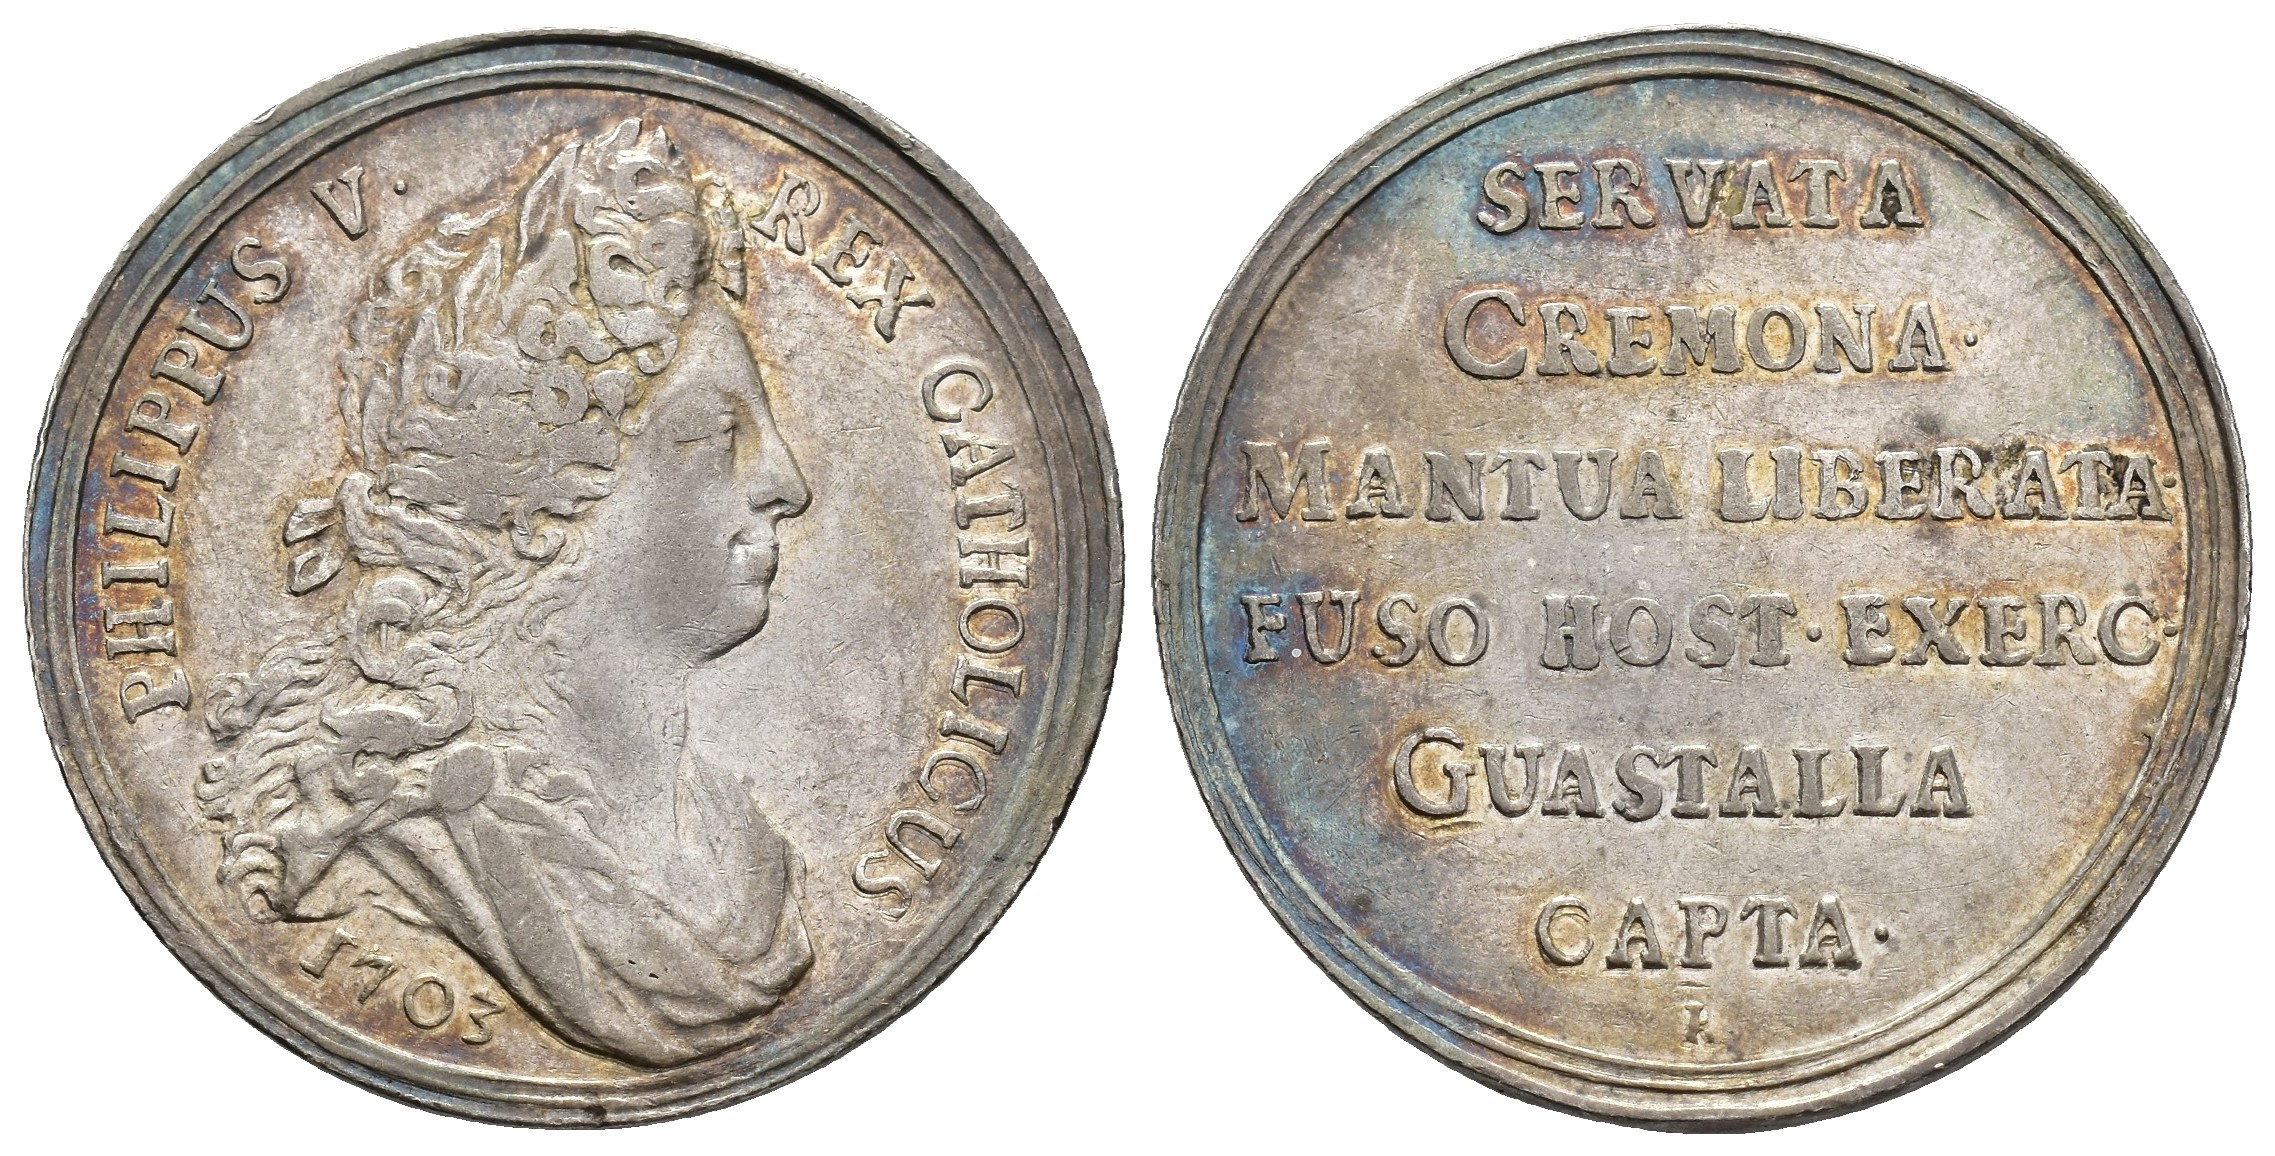 PHILIPPUS V· REX CATHOLICUS
1703
SERVATA
CREMONA·
MANTUA LIBERATA·
FUSO HOST· EXERC·
GUASTALLA
CAPTA·
R